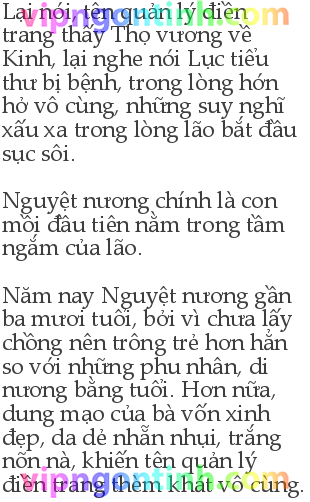 Lại nói, tên quản lý điền
trang thấy Thọ vương về
Kinh, lại nghe nói Lục tiểu
thư bị bệnh, trong lòng hớn
hở vô cùng, những suy nghĩ
xấu xa trong lòng lão bắt đầu
sục sôi.

Nguyệt nương chính là con
mồi đầu tiên nằm trong tầm
ngắm của lão.

Năm nay Nguyệt nương gần
ba mươi tuổi, bởi vì chưa lấy
chồng nên trông trẻ hơn hẳn
so với những phu nhân, di
nương bằng tuổi. Hơn nữa,
dung mạo của bà vốn xinh
đẹp, da dẻ nhẵn nhụi, trắng
nõn nà, khiến tên quản lý
điền trang thèm khát vô cùng.
vipngontinh.com
vipngontinh.com